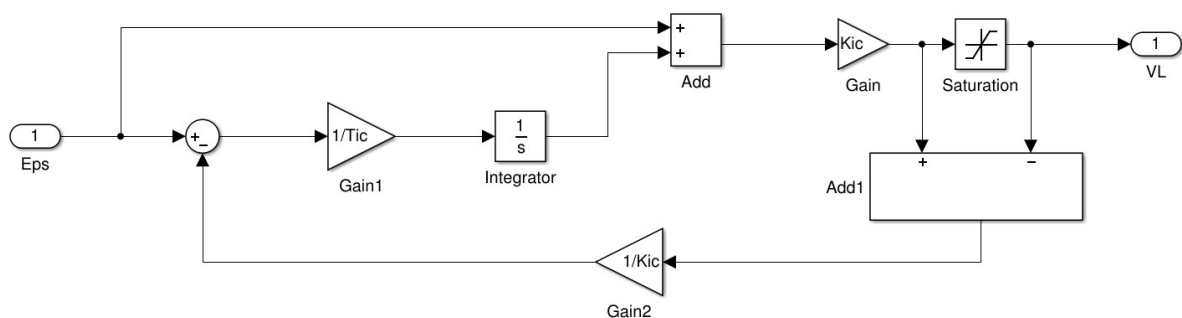 +
+
Add
Kic
Gain
Saturation
1
VL
1
Eps
+
−
1/Tic
Gain1
1
s
Integrator
+
−
Add1
1/Kic
Gain2